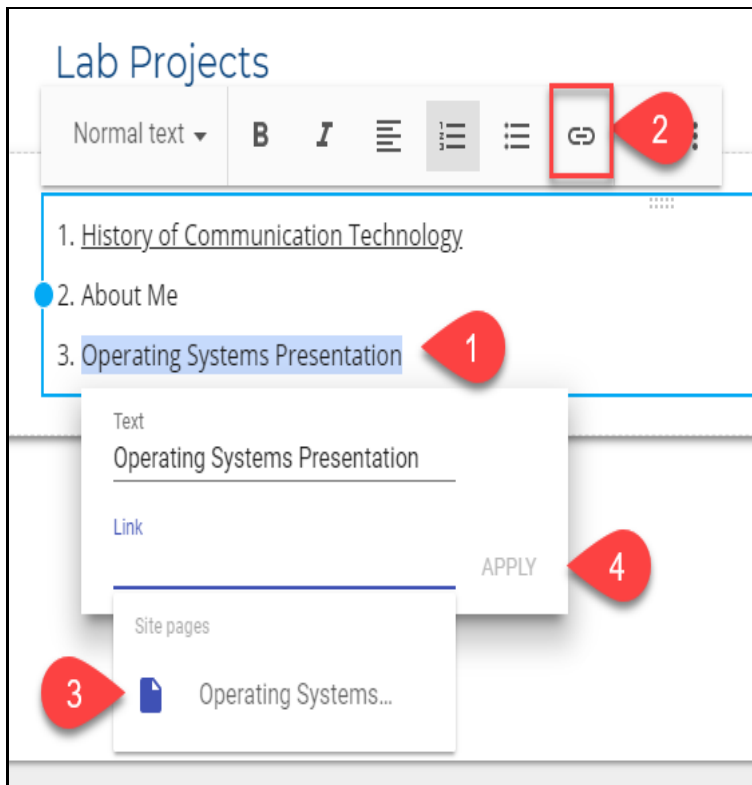 Lab Projects
Normal text B I 2
1. History of Communication Technology
2. About Me
3. Operating Systems Presentation 1
Text
Operating Systems Presentation
Link
APPLY 4
Site pages
3 Operating Systems...